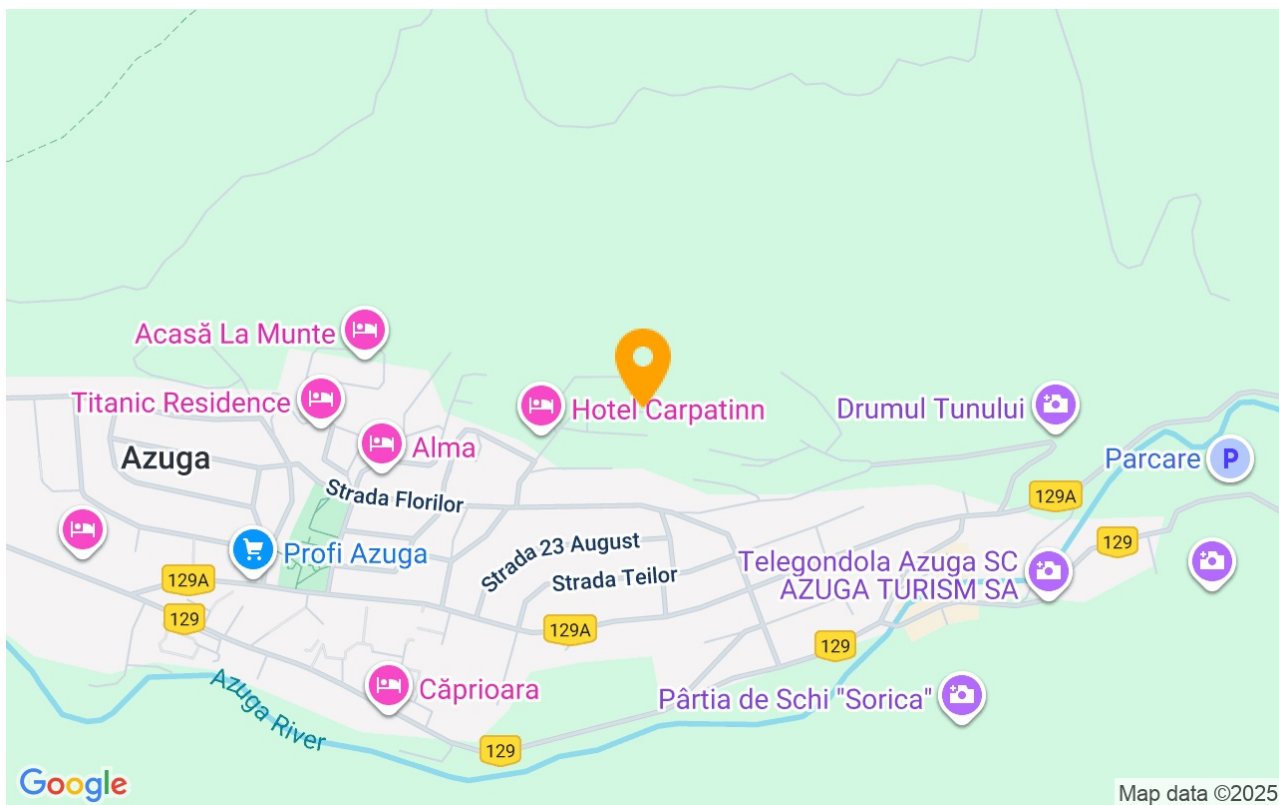 Acasă La Munte
Titanic Residence
Hotel Carpatinn
Drumul Tunului
Alma
Azuga
Parcare
P
Strada Florilor
129A
Profi Azuga
Strada 23 August
129
Telegondola Azuga SC
AZUGA TURISM SA
129A
Strada Teilor
129
129A
129
Azuga River
Căprioara
Pârtia de Schi "Sorica"
129
Google
Map data ©2025